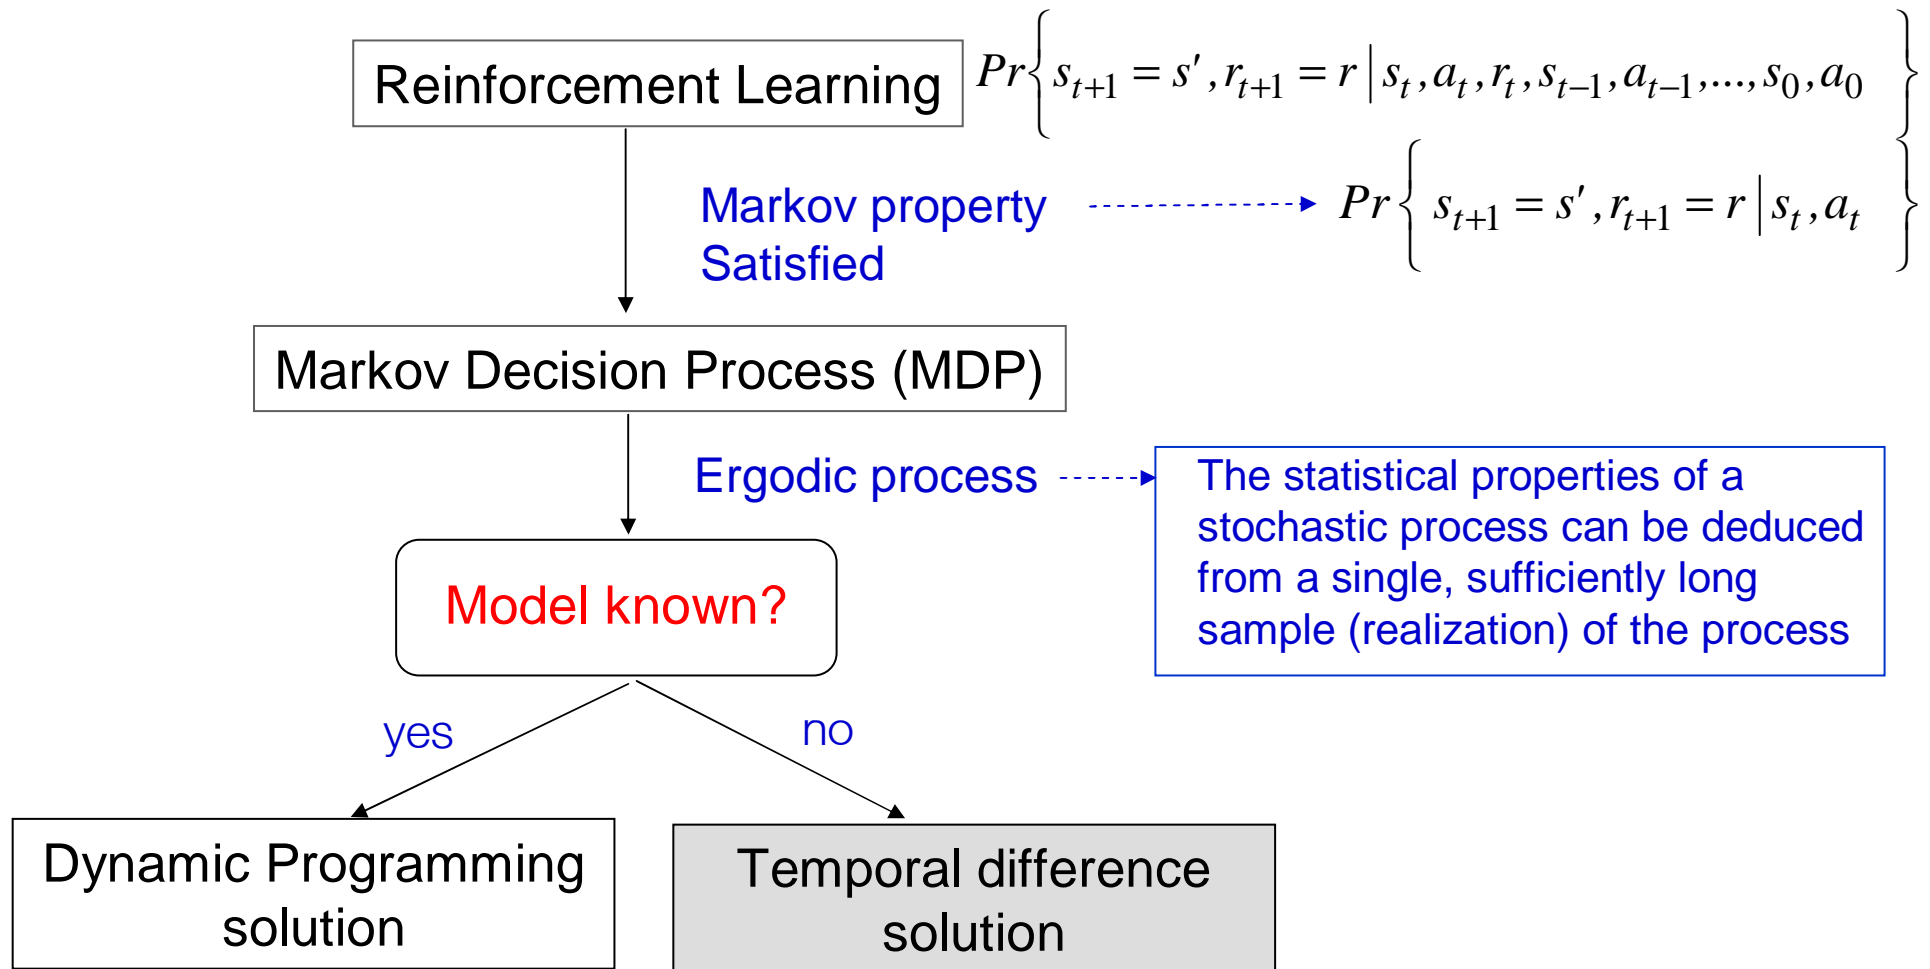 Reinforcement Learning
Pr{s_{t+1} = s', r_{t+1} = r | s_t, a_t, r_t, s_{t-1}, a_{t-1}, ..., s_0, a_0 }
Markov property
Satisfied
Pr{ s_{t+1} = s', r_{t+1} = r | s_t, a_t }
Markov Decision Process (MDP)
Ergodic process
The statistical properties of a
stochastic process can be deduced
from a single, sufficiently long
sample (realization) of the process
Model known?
yes
no
Dynamic Programming
solution
Temporal difference
solution